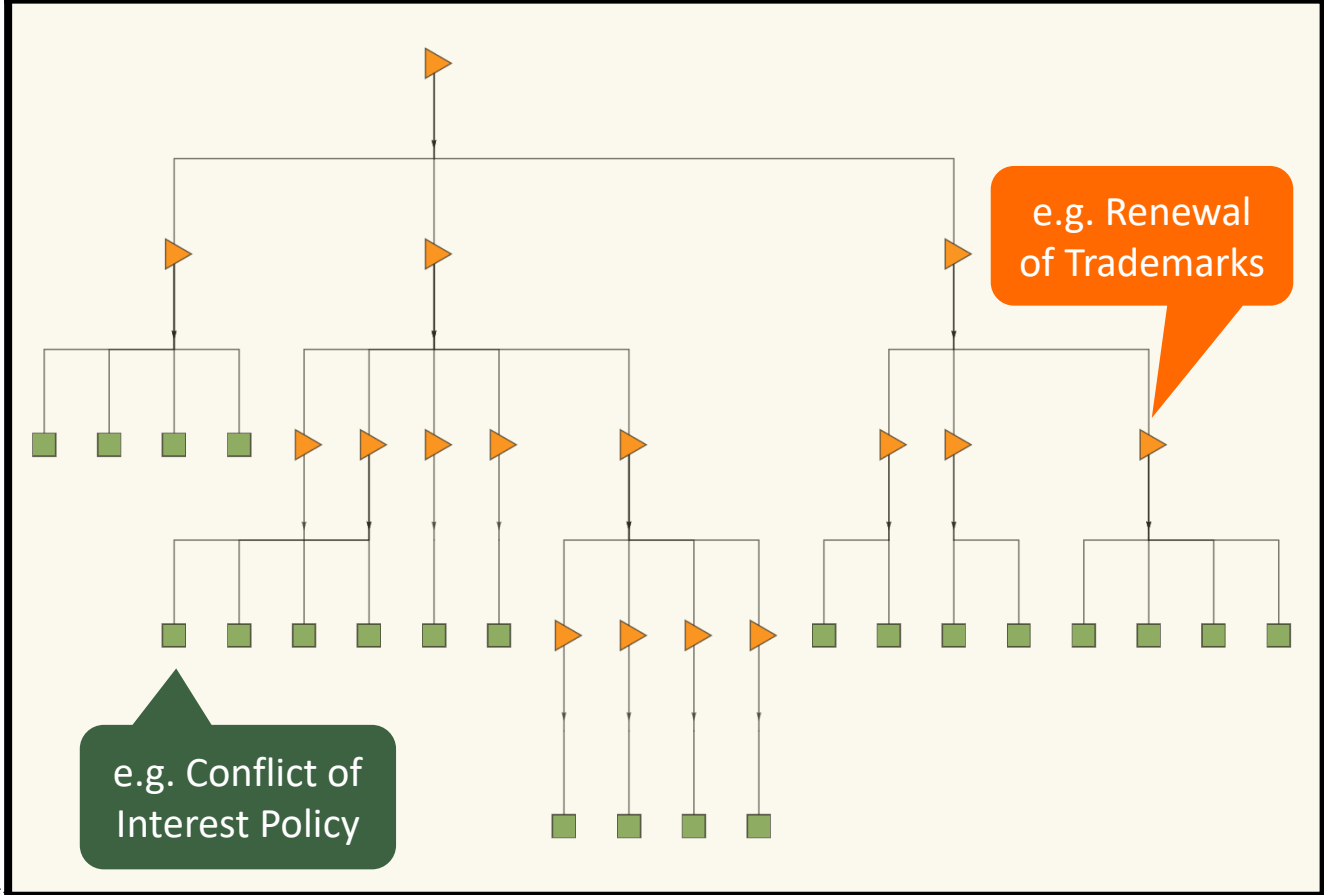 e.g. Renewal
of Trademarks
e.g. Conflict of
Interest Policy